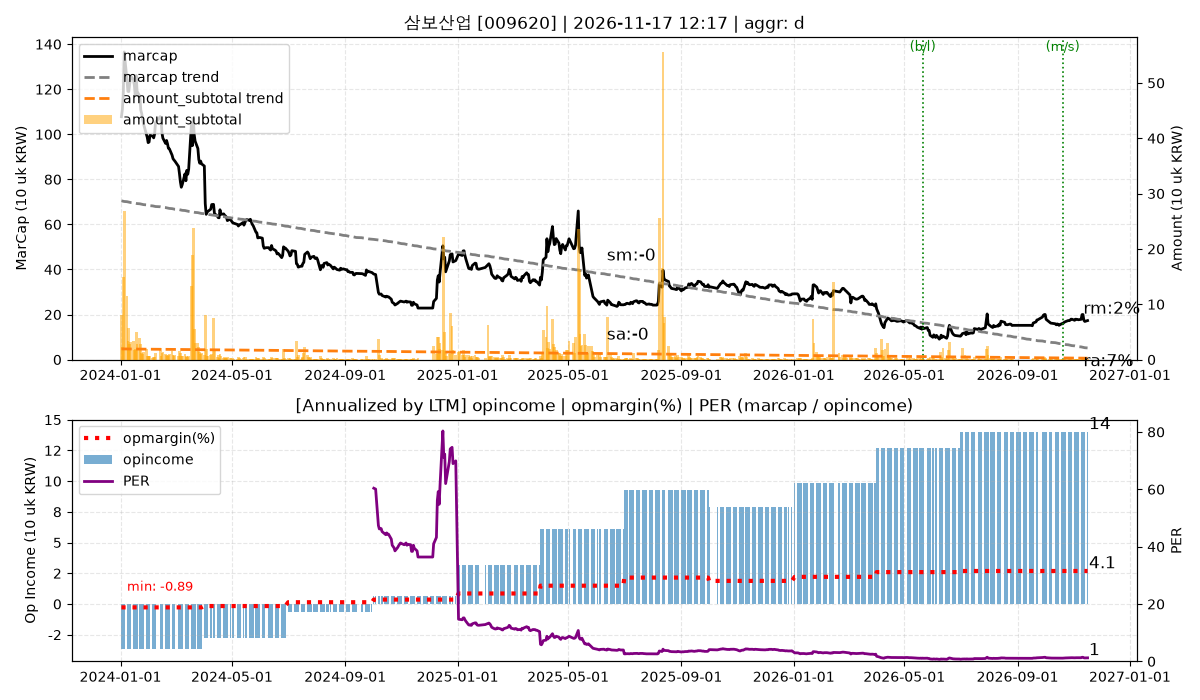 삼보산업 [009620] | 2026-11-17 12:17 | aggr: d
MarCap (10 uk KRW)
140
120
100
80
60
40
20
0
marcap
marcap trend
amount_subtotal trend
amount_subtotal
(b/l)
(m/s)
sm:-0
sa:-0
rm:2%
ra:7%
50
40
30
20
10
0
Amount (10 uk KRW)
2024-01-01
2024-05-01
2024-09-01
2025-01-01
2025-05-01
2025-09-01
2026-01-01
2026-05-01
2026-09-01
2027-01-01
[Annualized by LTM] opincome | opmargin(%) | PER (marcap / opincome)
Op Income (10 uk KRW)
15
12
10
8
5
2
0
-2
opmargin(%)
opincome
PER
min: -0.89
14
4.1
1
80
60
40
20
0
PER
2024-01-01
2024-05-01
2024-09-01
2025-01-01
2025-05-01
2025-09-01
2026-01-01
2026-05-01
2026-09-01
2027-01-01